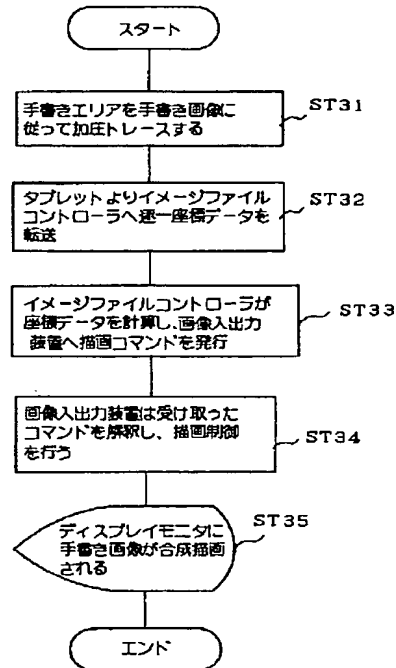 スタート
手書きエリアを手書き画像に
従って加圧トレースする
ST31
タブレットよりイメージファイル
コントローラへ逐一座標データを
転送
ST32
イメージファイルコントローラが
座標データを計算し、画像入出力
装置へ描画コマンドを発行
ST33
画像入出力装置は受け取った
コマンドを解釈し、描画制御
を行う
ST34
ディスプレイモニタに
手書き画像が合成描画
される
ST35
エンド